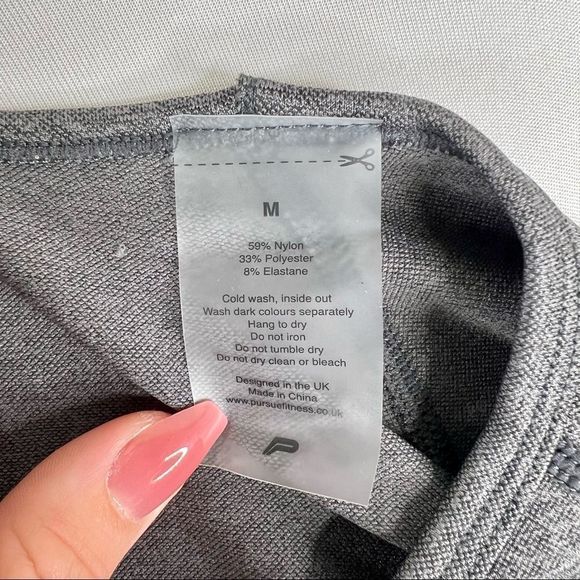 M
59% Nylon
33% Polyester
8% Elastane
Cold wash, inside out
Wash dark colours separately
Hang to dry
Do not iron
Do not tumble dry
Do not dry clean or bleach
Designed in the UK
Made in China
www.pursuefitness.co.uk